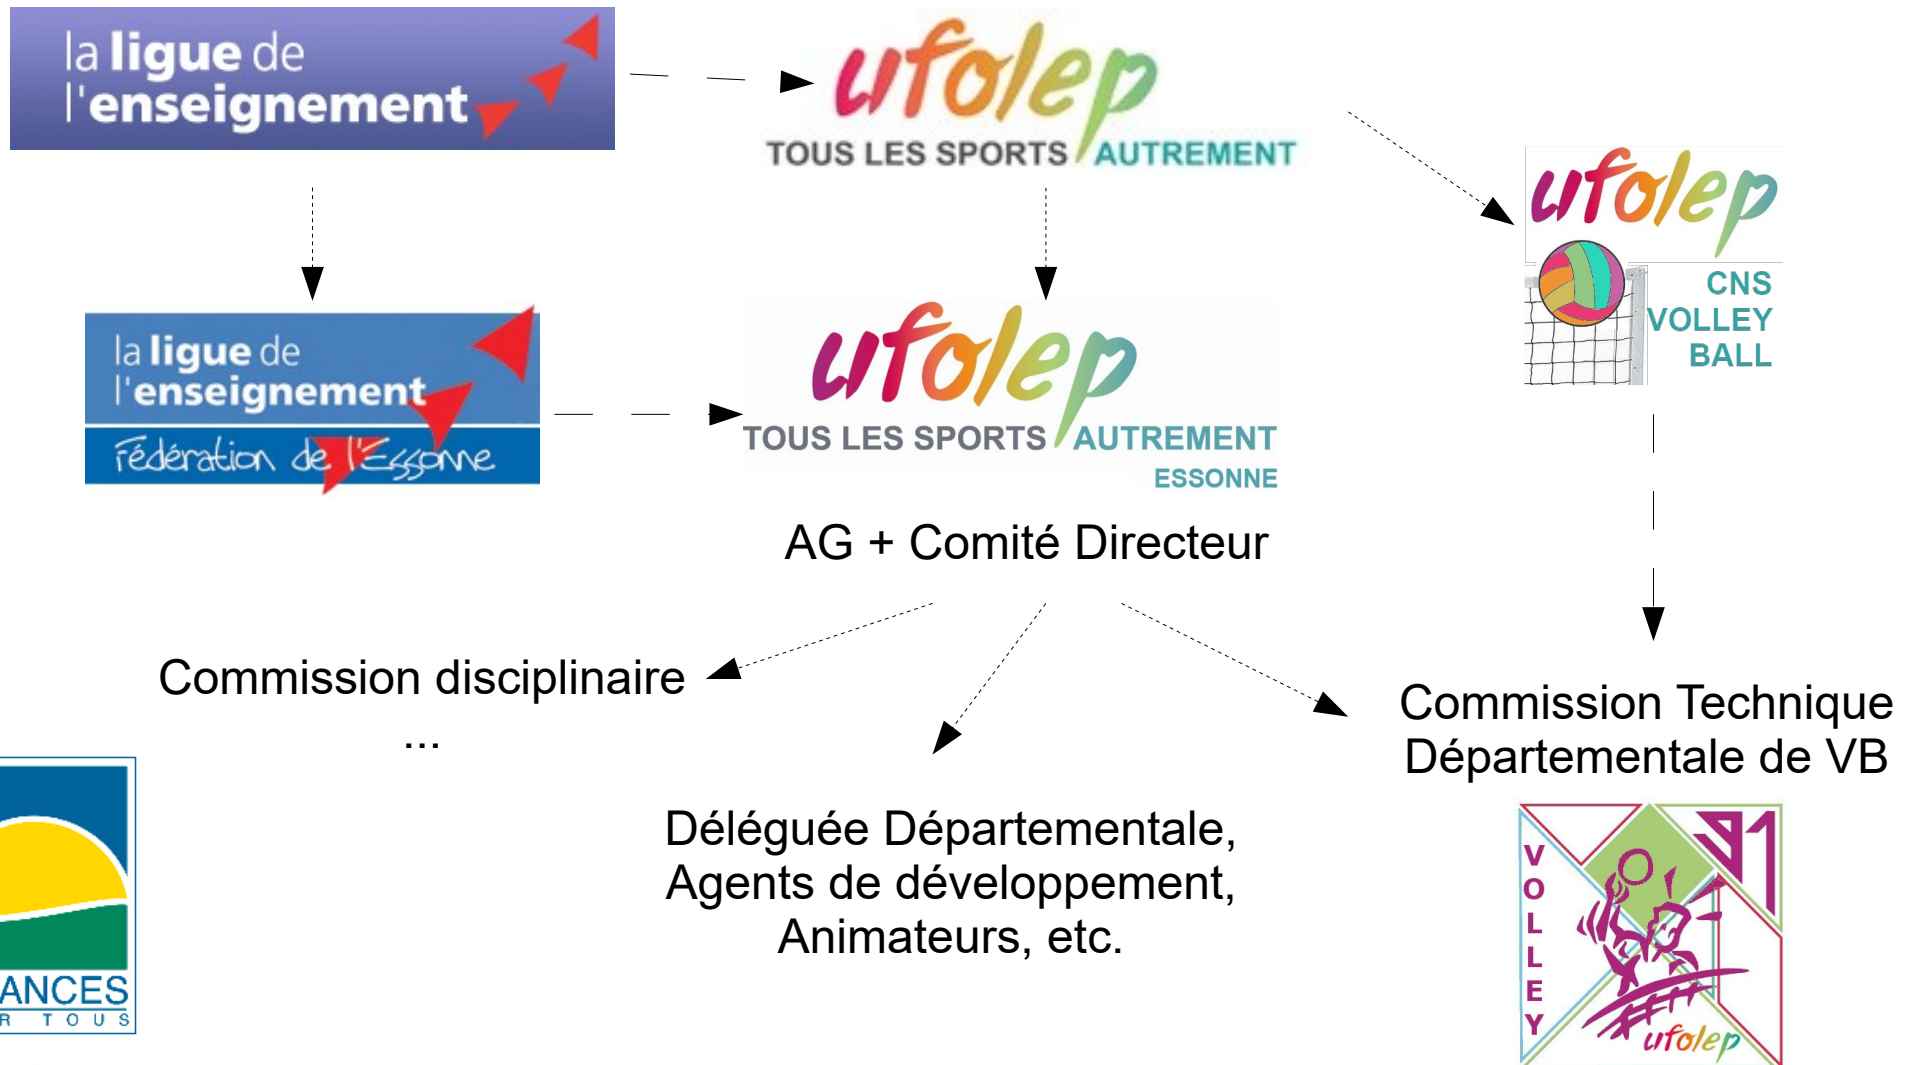 la ligue de
l'enseignement
ufolep
TOUS LES SPORTS AUTREMENT
ufolep
CNS
VOLLEY
BALL
la ligue de
l'enseignement
Fédération de l'Essonne
ufolep
TOUS LES SPORTS AUTREMENT
ESSONNE
AG + Comité Directeur
Commission disciplinaire
...
Commission Technique
Départementale de VB
Déléguée Départementale,
Agents de développement,
Animateurs, etc.
ANCES
R TOUS
VOLLEY
91
ufolep